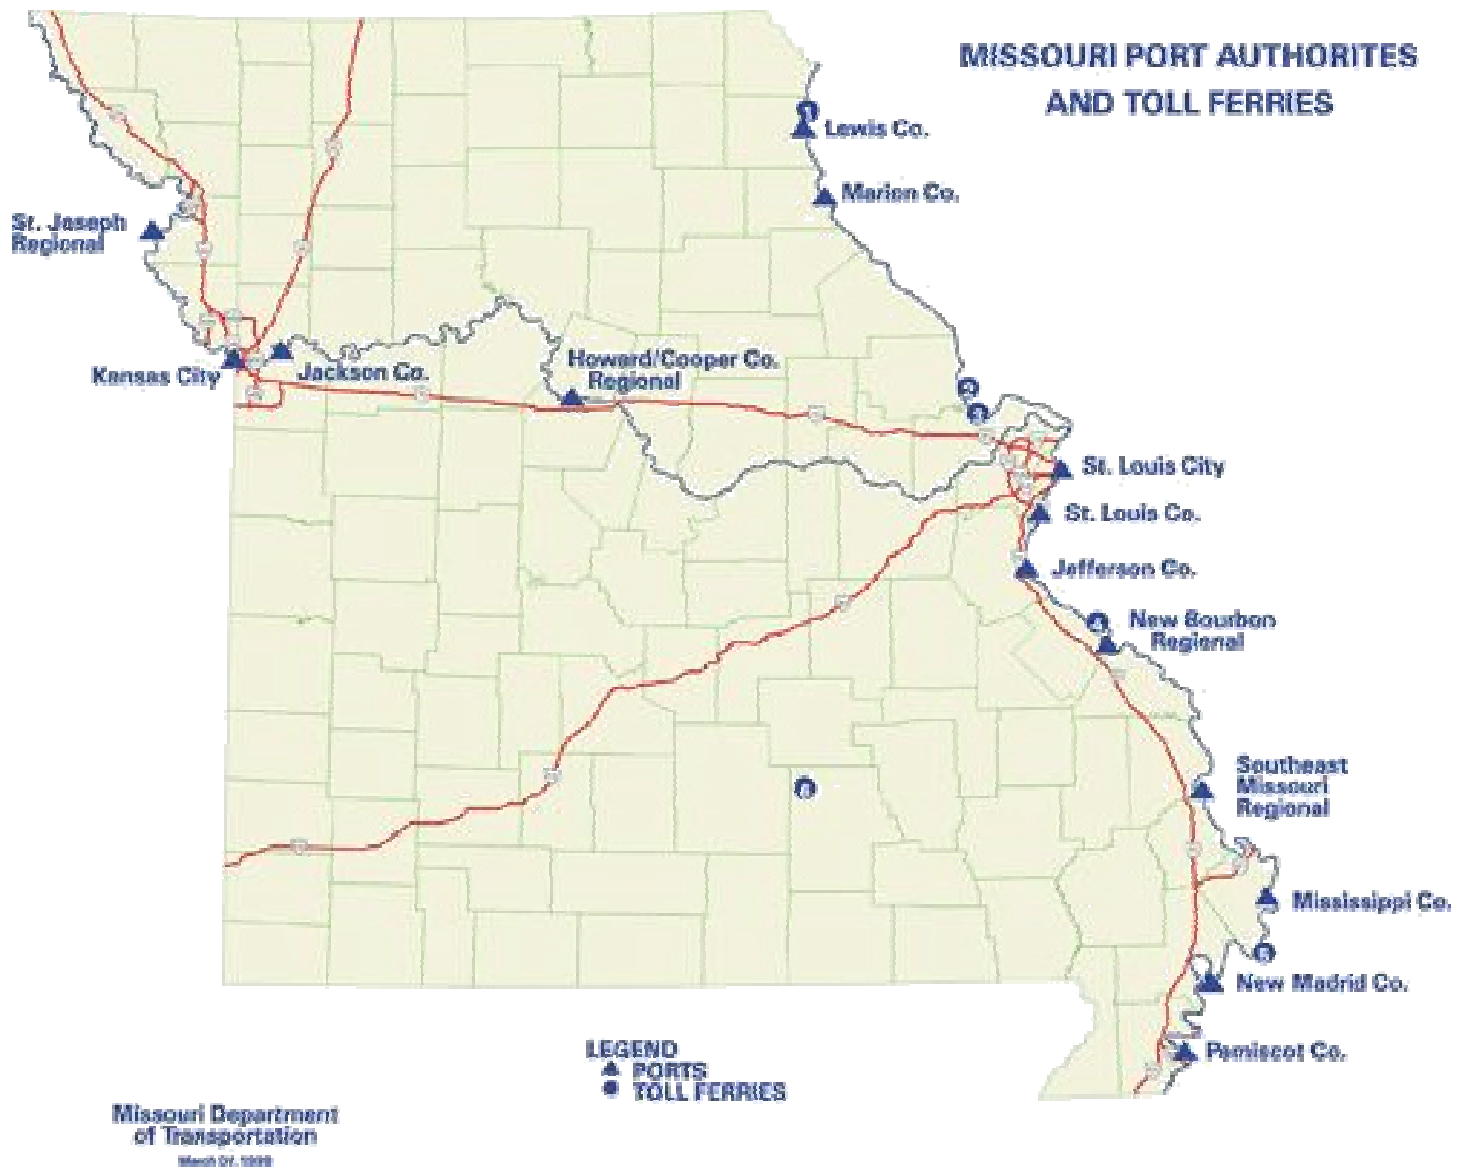 MISSOURI PORT AUTHORITES
AND TOLL FERRIES
Lewis Co.
Marion Co.
St. Joseph
Regional
Kansas City
Jackson Co.
Howard/Cooper Co.
Regional
St. Louis City
St. Louis Co.
Jefferson Co.
New Bourbon
Regional
Southeast
Missouri
Regional
Mississippi Co.
New Madrid Co.
Pemiscot Co.
LEGEND
PORTS
TOLL FERRIES
Missouri Department
of Transportation